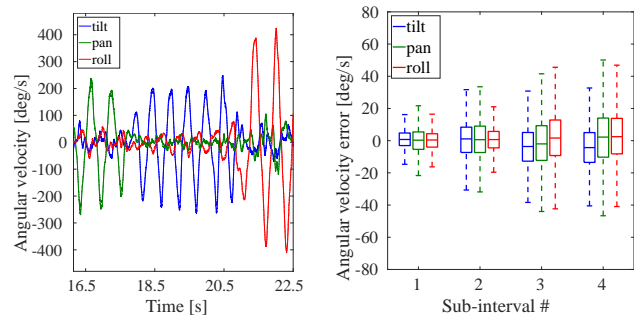 400
300
200
100
0
-100
-200
-300
-400
Angular velocity [deg/s]
tilt
pan
roll
16.5 18.5 20.5 22.5
Time [s]
80
60
40
20
0
-20
-40
-60
-80
Angular velocity error [deg/s]
tilt
pan
roll
1 2 3 4
Sub-interval #